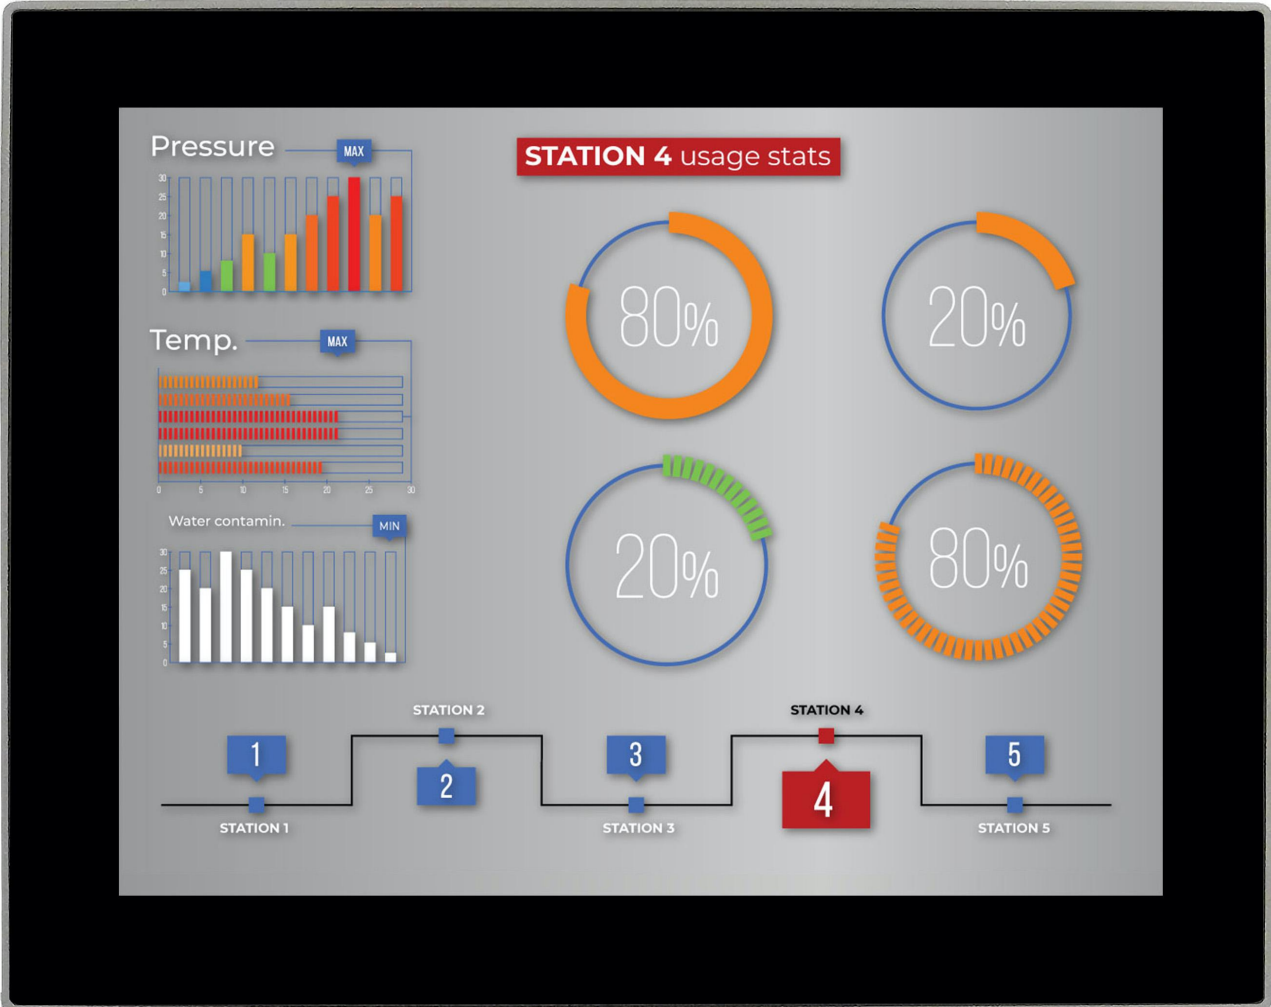 Pressure
MAX
30
25
20
15
10
5
0
Temp.
MAX
0 5 10 15 20 25 30
Water contamin.
MIN
30
25
20
15
10
5
0
STATION 4 usage stats
80%
20%
20%
80%
1
STATION 1
STATION 2
2
3
STATION 3
STATION 4
4
5
STATION 5